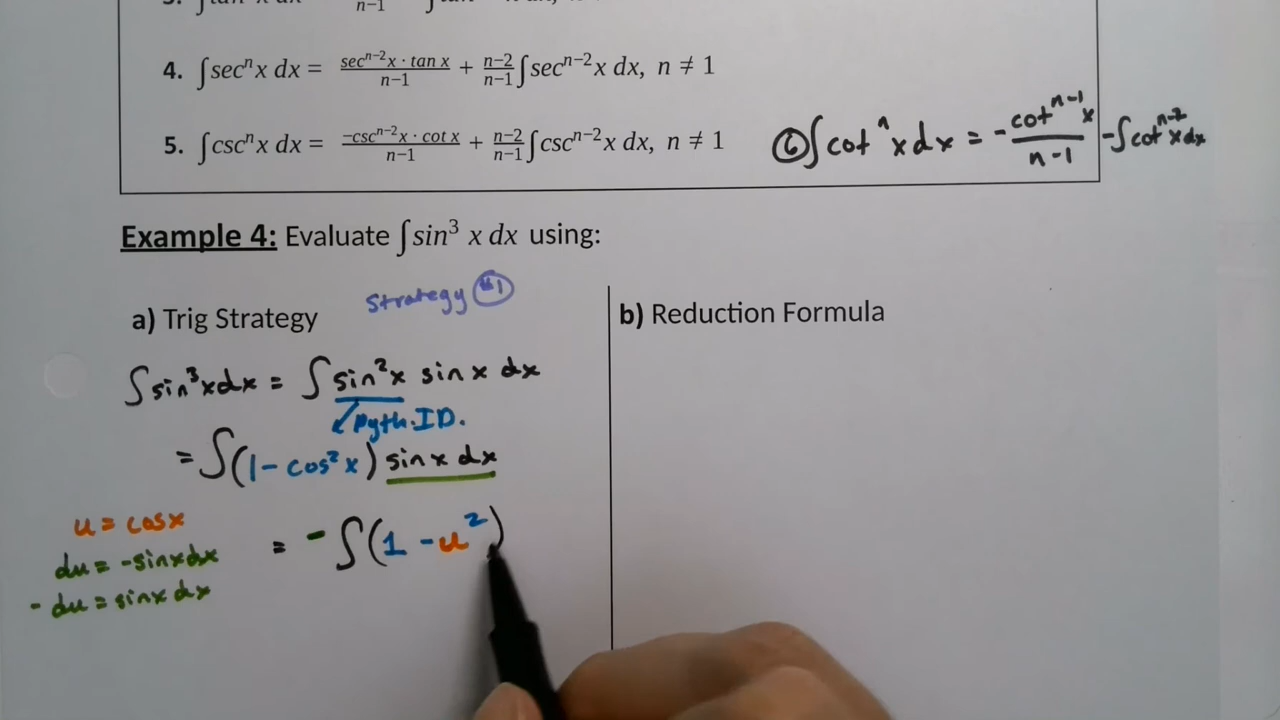 n-1
4. ∫secⁿx dx = secⁿ⁻²x · tan x / n-1 + n-2 / n-1 ∫secⁿ⁻²x dx, n ≠ 1
5. ∫cscⁿx dx = -cscⁿ⁻²x · cot x / n-1 + n-2 / n-1 ∫cscⁿ⁻²x dx, n ≠ 1
⑥ ∫cotⁿx dx = - cotⁿ⁻¹x / n-1 - ∫cotⁿ⁻²x dx
Example 4: Evaluate ∫sin³ x dx using:
a) Trig Strategy
Strategy #1
∫sin³x dx = ∫sin²x sin x dx
Pyth. ID.
= ∫(1 - cos²x) sin x dx
u = cos x
du = -sin x dx
- du = sin x dx
= - ∫(1 - u²)
b) Reduction Formula